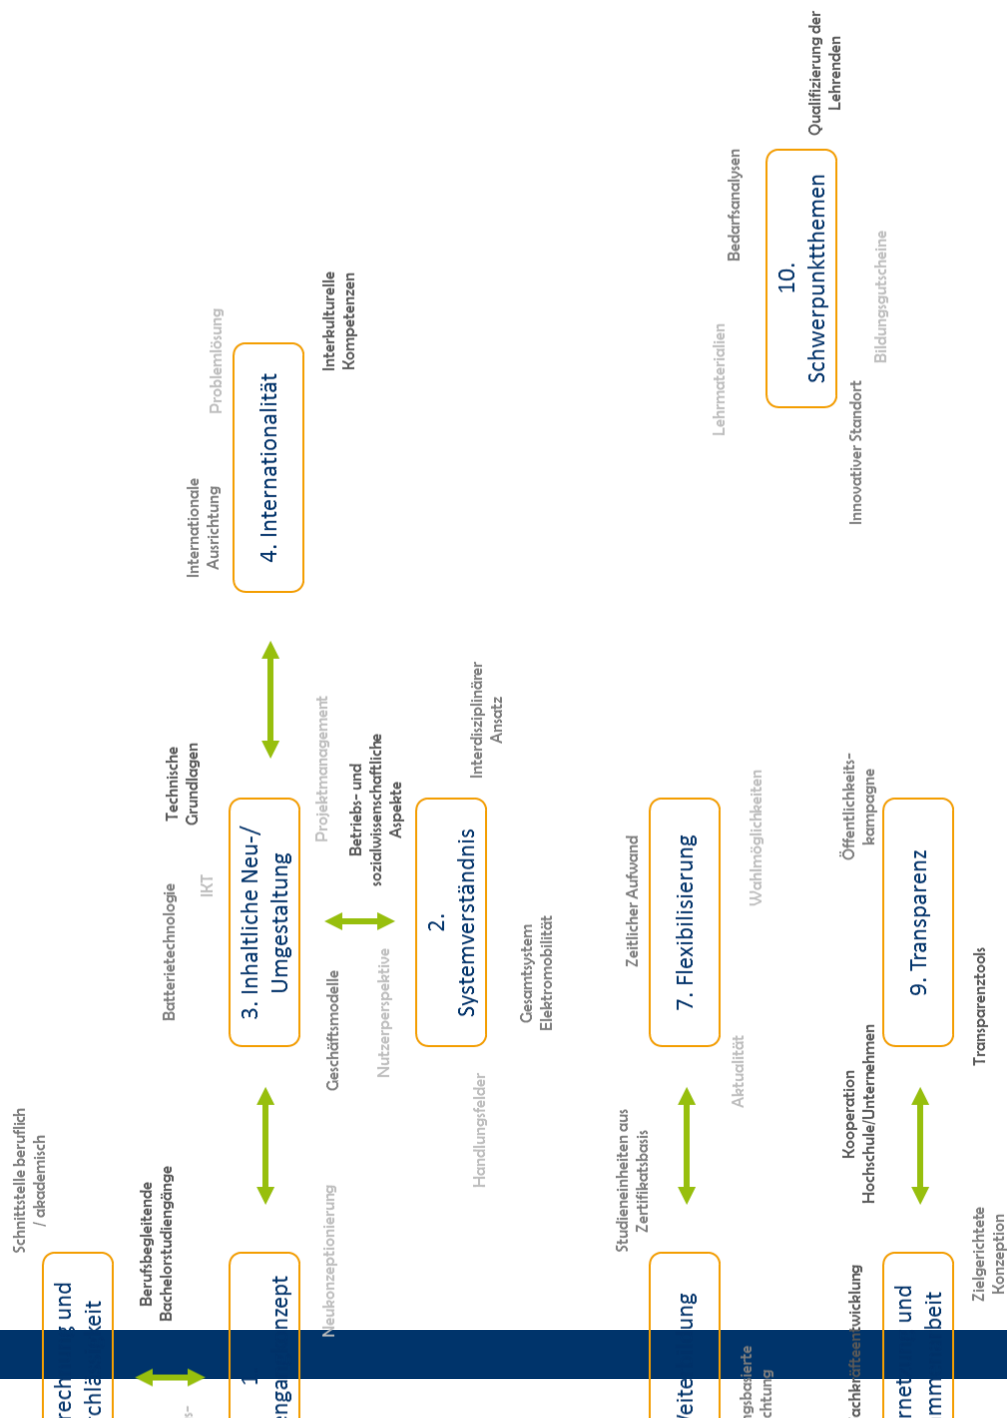 Schnittstelle beruflich
/ akademisch
Berufsbegleitende
Bachelorstudiengänge
Batterietechnologie
Technische
Grundlagen
IKT
3. Inhaltliche Neu-/
Umgestaltung
Internationale
Ausrichtung
Problemlösung
4. Internationalität
Interkulturelle
Kompetenzen
Neukonzeptionierung
Geschäftsmodelle
Projektmanagement
Nutzerperspektive
Betriebs- und
sozialwissenschaftliche
Aspekte
2.
Systemverständnis
Handlungsfelder
Interdisziplinärer
Ansatz
Gesamtsystem
Elektromobilität
Studieneinheiten aus
Zertifikatsbasis
Zeitlicher Aufwand
7. Flexibilisierung
Aktualität
Wahlmöglichkeiten
Lehrmaterialien
Bedarfsanalysen
10.
Schwerpunktthemen
Qualifizierung der
Lehrenden
Innovativer Standort
Bildungsgutscheine
Kooperation
Hochschule/Unternehmen
Öffentlichkeits-
kampagne
9. Transparenz
Transparenztools
Zielgerichtete
Konzeption
und